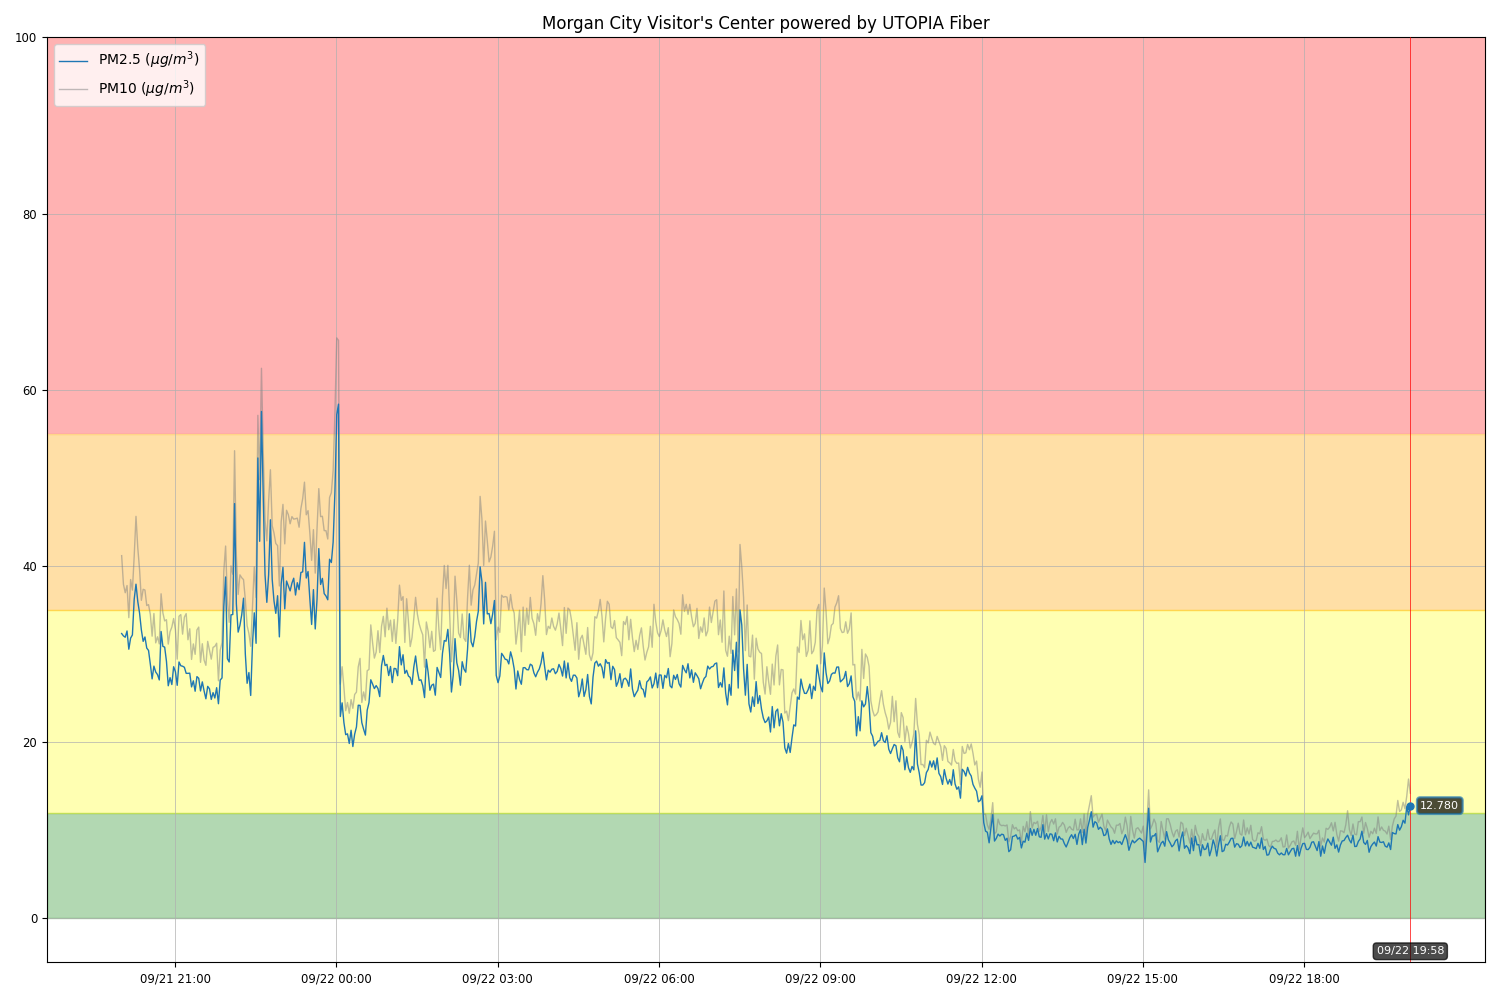 Morgan City Visitor's Center powered by UTOPIA Fiber
100
PM2.5 (μg/m³)
PM10 (μg/m³)
80
60
40
20
12.780
0
09/22 19:58
09/21 21:00 09/22 00:00 09/22 03:00 09/22 06:00 09/22 09:00 09/22 12:00 09/22 15:00 09/22 18:00